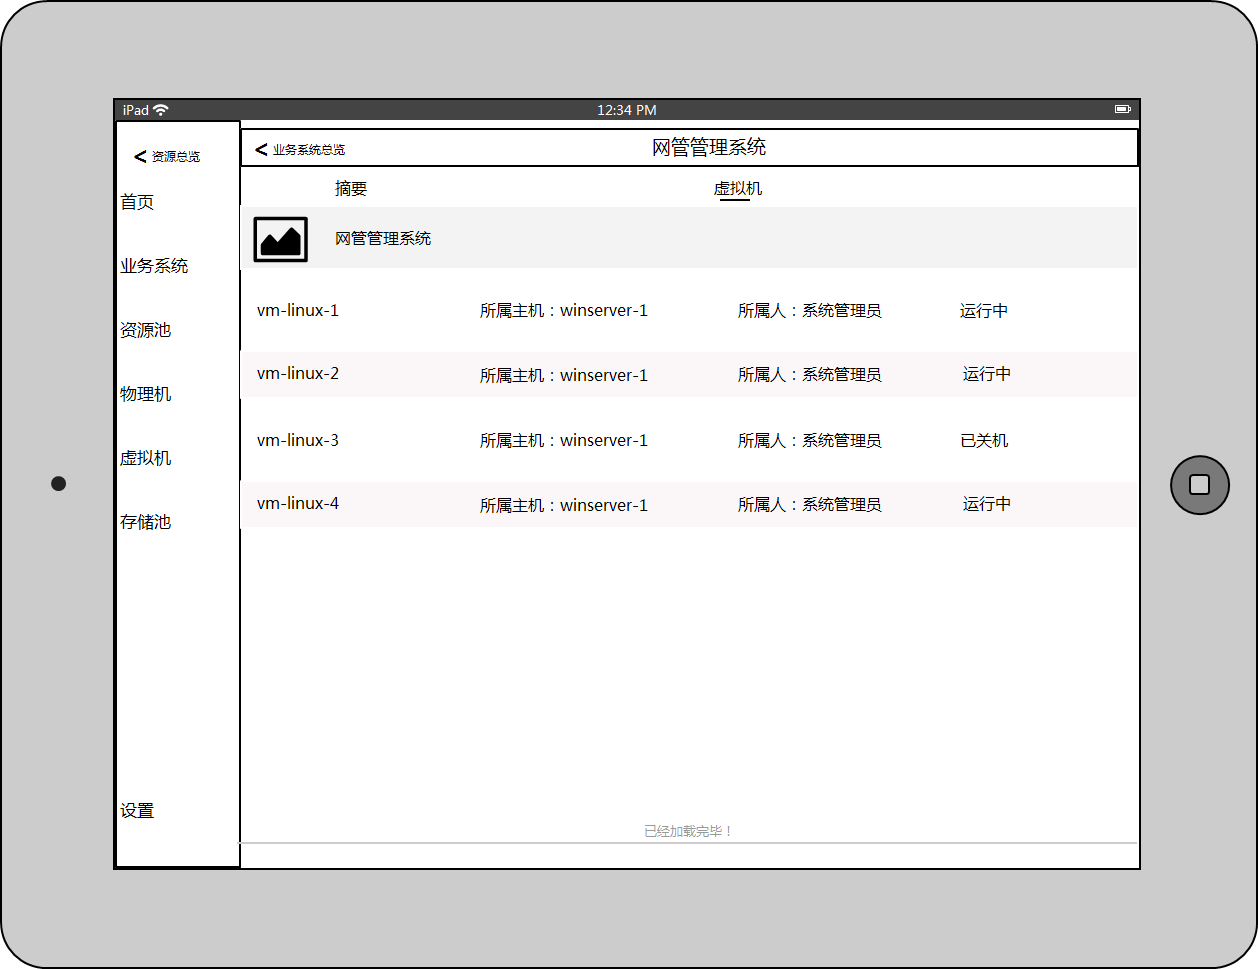 iPad 12:34 PM
< 资源总览
首页
业务系统
资源池
物理机
虚拟机
存储池
设置
< 业务系统总览 网管管理系统
摘要 虚拟机
网管管理系统
vm-linux-1 所属主机：winserver-1 所属人：系统管理员 运行中
vm-linux-2 所属主机：winserver-1 所属人：系统管理员 运行中
vm-linux-3 所属主机：winserver-1 所属人：系统管理员 已关机
vm-linux-4 所属主机：winserver-1 所属人：系统管理员 运行中
已经加载完毕！